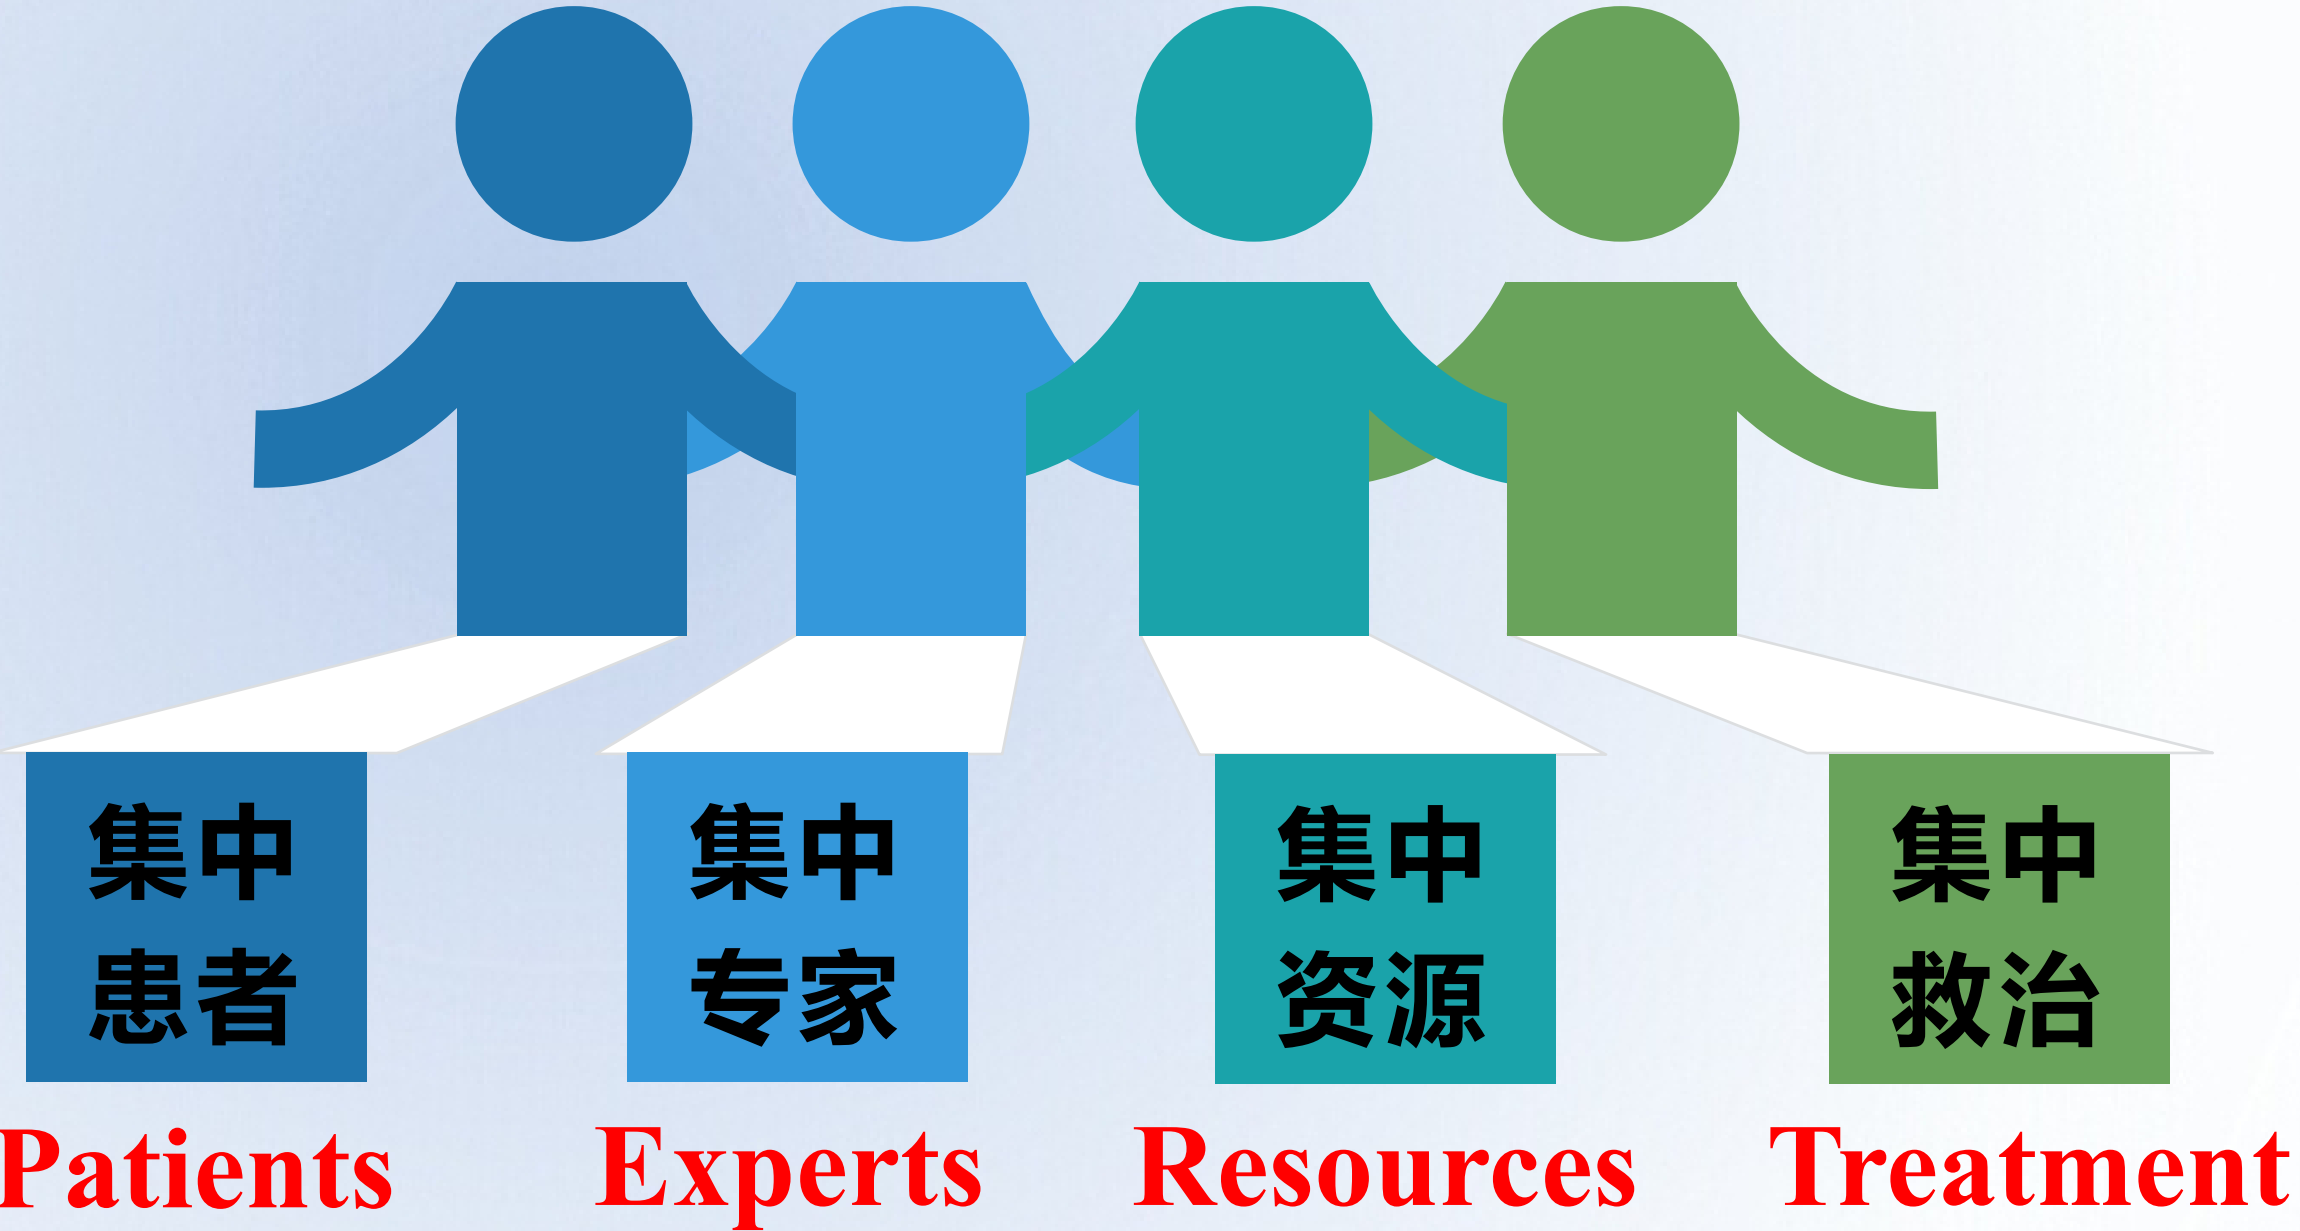 集中
患者
集中
专家
集中
资源
集中
救治
Patients
Experts
Resources
Treatment